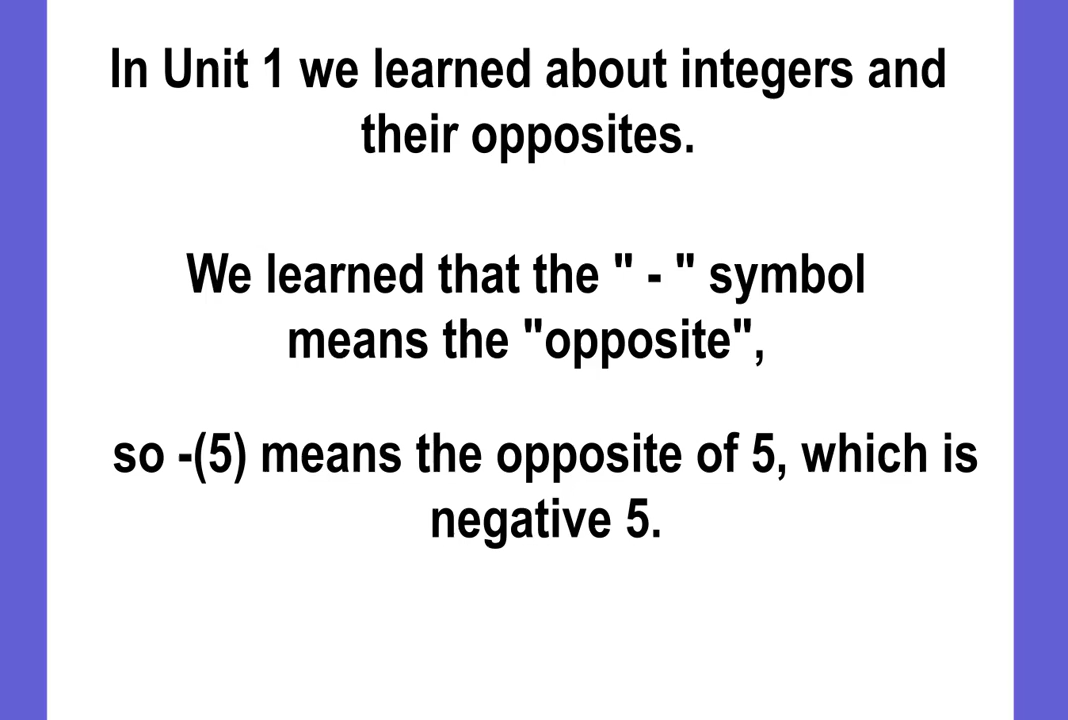 In Unit 1 we learned about integers and
their opposites.
We learned that the " - " symbol
means the "opposite",
so -(5) means the opposite of 5, which is
negative 5.